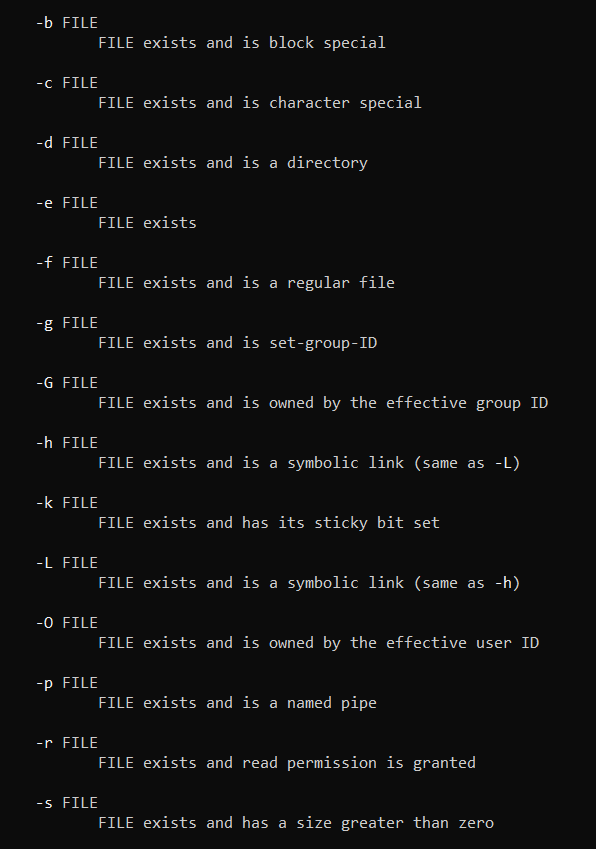 -b FILE
FILE exists and is block special
-c FILE
FILE exists and is character special
-d FILE
FILE exists and is a directory
-e FILE
FILE exists
-f FILE
FILE exists and is a regular file
-g FILE
FILE exists and is set-group-ID
-G FILE
FILE exists and is owned by the effective group ID
-h FILE
FILE exists and is a symbolic link (same as -L)
-k FILE
FILE exists and has its sticky bit set
-L FILE
FILE exists and is a symbolic link (same as -h)
-O FILE
FILE exists and is owned by the effective user ID
-p FILE
FILE exists and is a named pipe
-r FILE
FILE exists and read permission is granted
-s FILE
FILE exists and has a size greater than zero